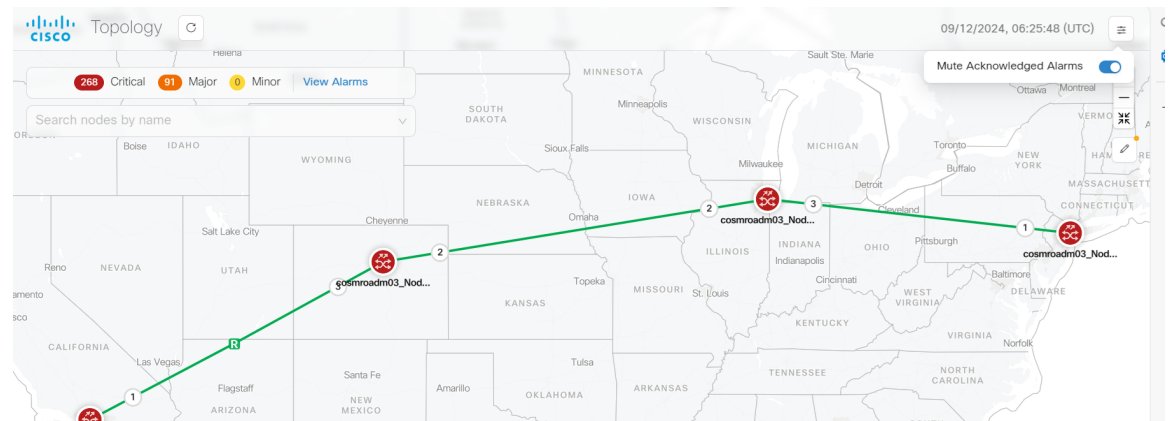 CISCO
Topology
09/12/2024, 06:25:48 (UTC)
Mute Acknowledged Alarms
268 Critical 91 Major 0 Minor View Alarms
Search nodes by name
Helena
Sault Ste. Marie
MINNESOTA
Ottawa
Montreal
Minneapolis
SOUTH
DAKOTA
WISCONSIN
Boise
IDAHO
Sioux Falls
MICHIGAN
Toronto
WYOMING
Milwaukee
Buffalo
NEW
YORK
Detroit
MASSACHUSETT
NEBRASKA
IOWA
2
3
Cleveland
CONNECTICUT
Cheyenne
Omaha
cosmroadm03_Nod...
1
Salt Lake City
2
ILLINOIS
INDIANA
OHIO
Pittsburgh
cosmroadm03_Nod...
Indianapolis
Reno
NEVADA
UTAH
3
cosmroadm03_Nod...
Topeka
MISSOURI
St. Louis
Cincinnati
Baltimore
amento
KANSAS
WEST
VIRGINIA
DELAWARE
sco
KENTUCKY
VIRGINIA
Norfolk
CALIFORNIA
R
Las Vegas
Tulsa
Santa Fe
TENNESSEE
NORTH
CAROLINA
1
Flagstaff
Amarillo
OKLAHOMA
ARKANSAS
ARIZONA
NEW
MEXICO